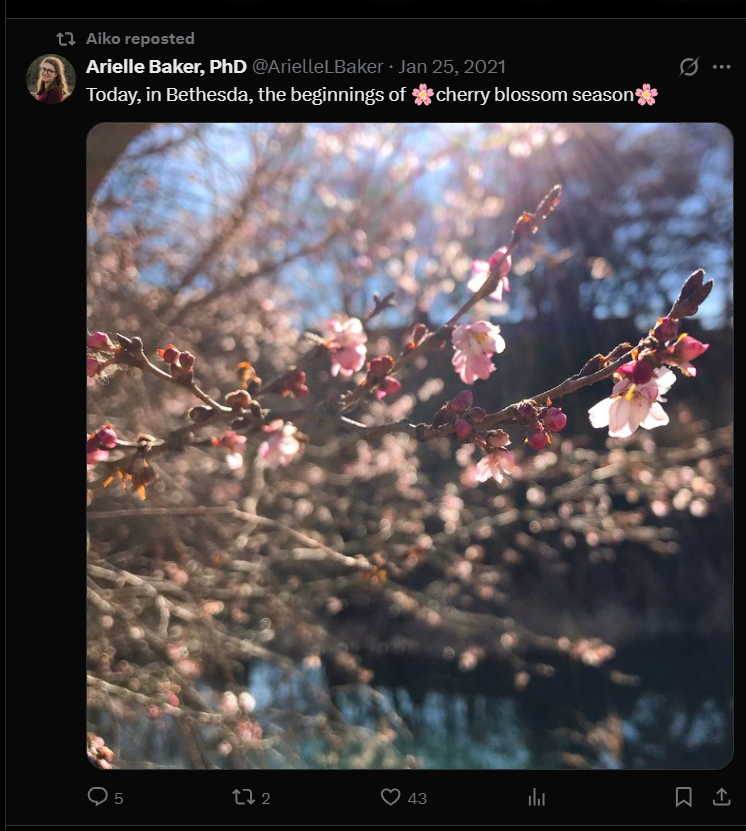 Aiko reposted
Arielle Baker, PhD @ArielleLBaker · Jan 25, 2021
Today, in Bethesda, the beginnings of 🌸cherry blossom season🌸
5 2 43